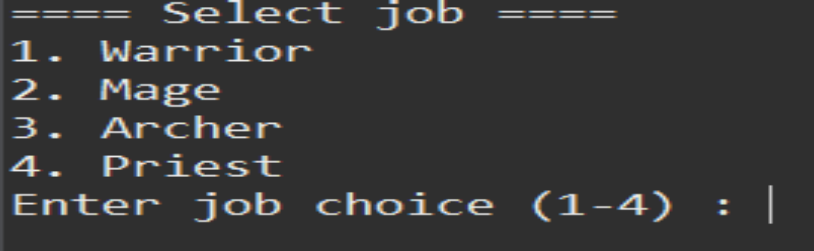 ==== Select job ====
1. Warrior
2. Mage
3. Archer
4. Priest
Enter job choice (1-4) :